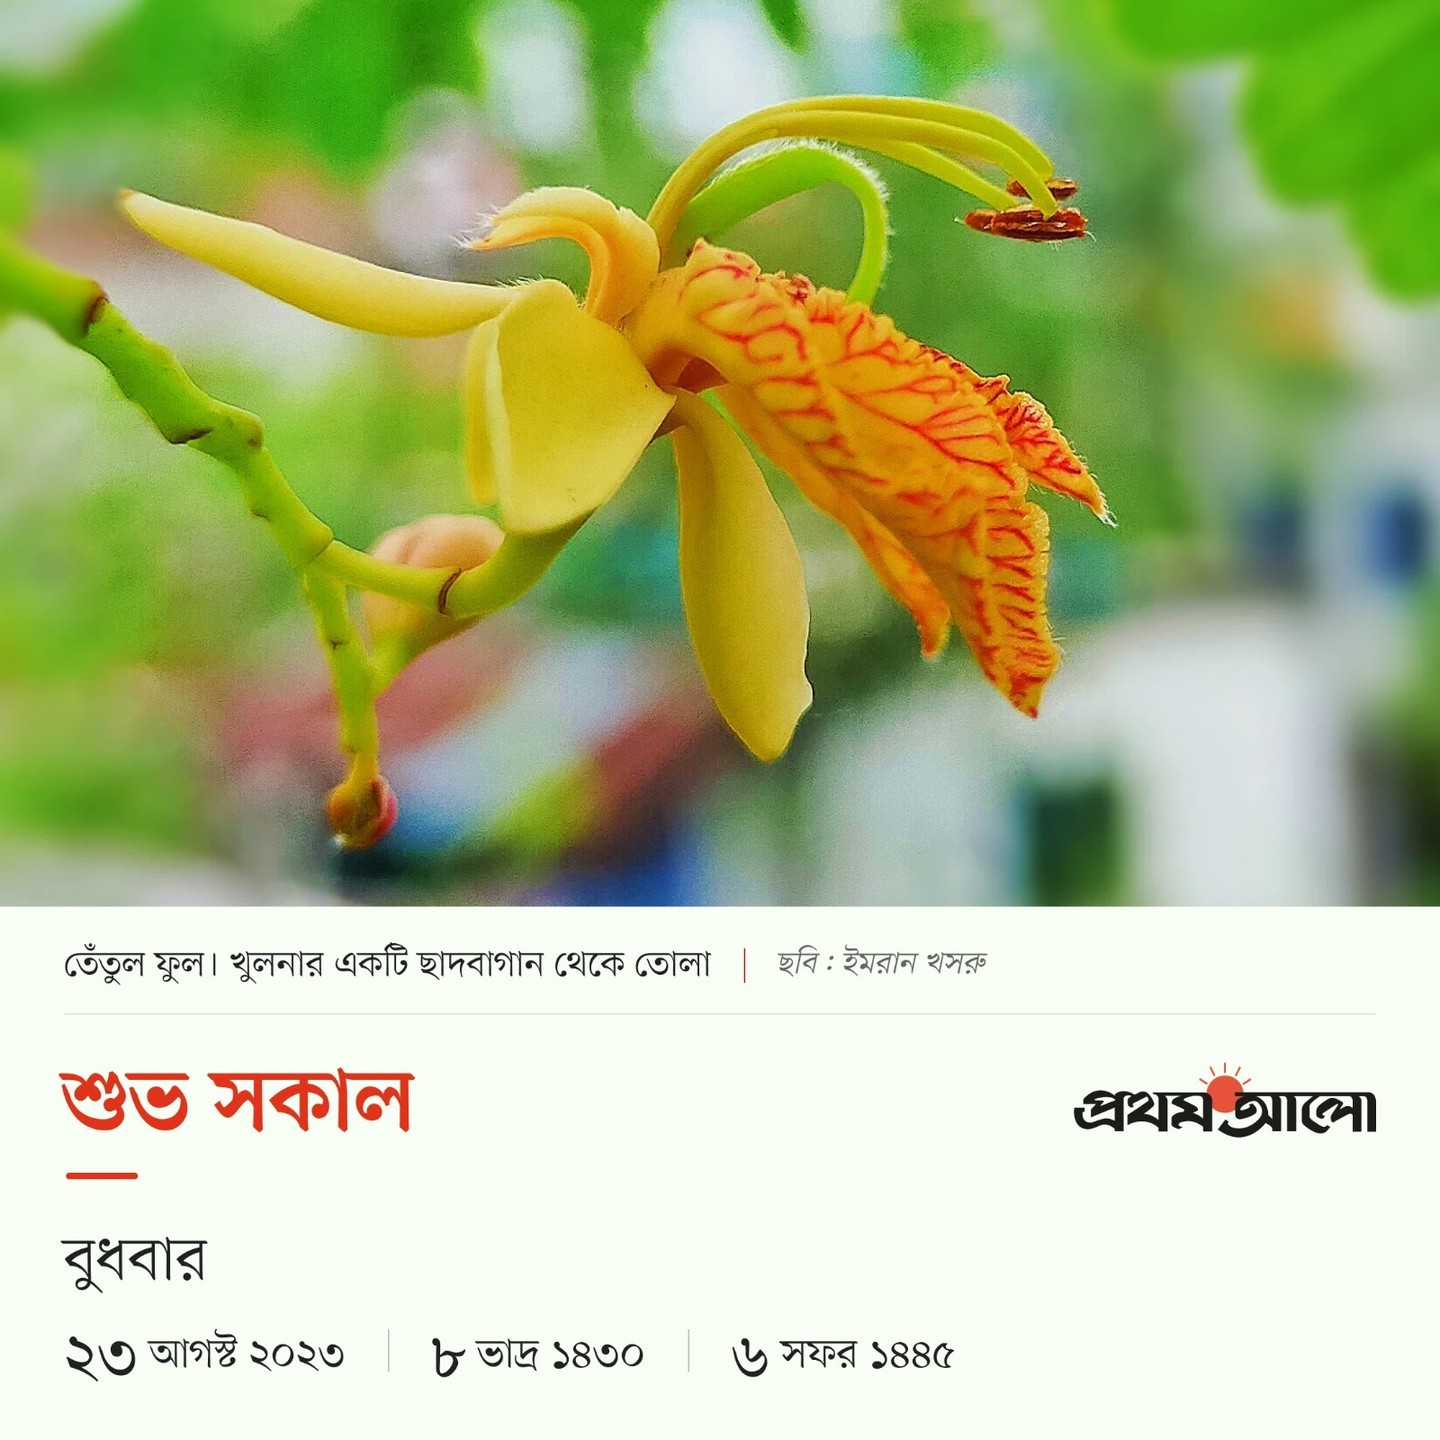 তেঁতুল ফুল। খুলনার একটি ছাদবাগান থেকে তোলা | ছবি : ইমরান খসরু
শুভ সকাল
প্রথম আলো
বুধবার
২৩ আগস্ট ২০২৩ | ৮ ভাদ্র ১৪৩০ | ৬ সফর ১৪৪৫